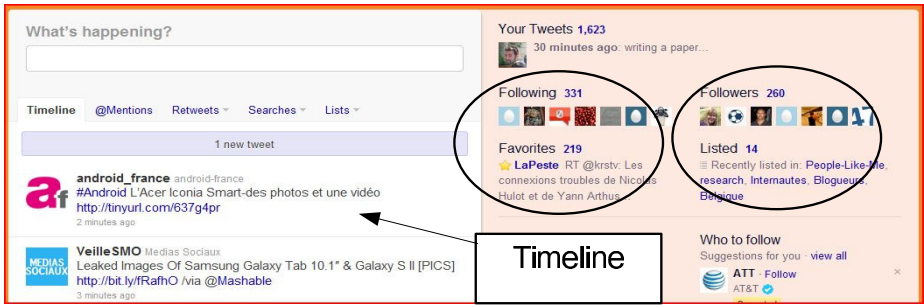 What's happening?
Timeline @Mentions Retweets Searches Lists
1 new tweet
android_france android-france
#Android L'Acer Iconia Smart-des photos et une vidéo
http://tinyurl.com/637g4pr
2 minutes ago
VeilleSMO Medias Sociaux
Leaked Images Of Samsung Galaxy Tab 10.1" & Galaxy S II [PICS]
http://bit.ly/fRafhO /via @Mashable
3 minutes ago
MEDIAS
SOCIAUX
af
Your Tweets 1,623
30 minutes ago: writing a paper...
Following 331
Followers 260
Favorites 219
LaPeste RT @krstv: Les
connexions troubles de Nicolas
Hulot et de Yann Arthus...
Listed 14
Recently listed in: People-Like-Me,
research, Internautes, Blogueurs,
Belgique
Timeline
Who to follow
Suggestions for you · view all
ATT · Follow
AT&T